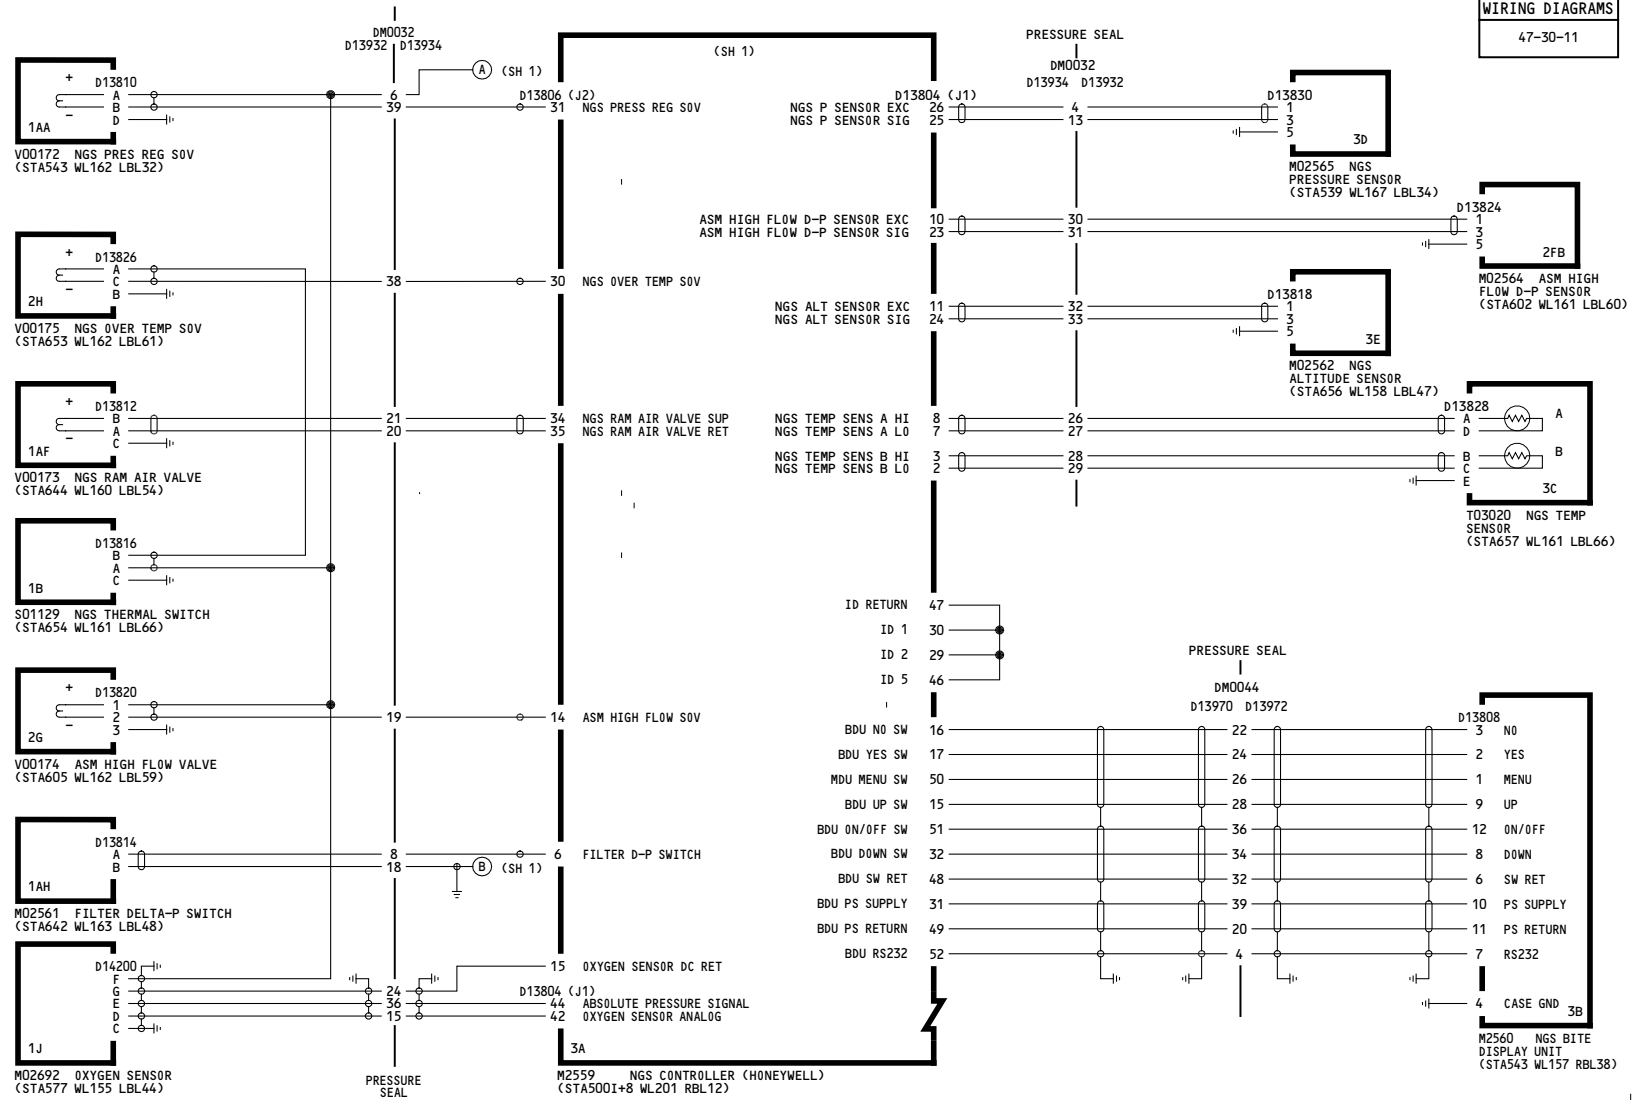 WIRING DIAGRAMS
47-30-11
DM0032
D13932 D13934
A (SH 1)
(SH 1)
PRESSURE SEAL
DM0032
D13934 D13932
D13810
+
A
B
D
−
1AA
6
39
D13806 (J2)
31 NGS PRESS REG SOV
V00172 NGS PRES REG SOV
(STA543 WL162 LBL32)
D13804 (J1)
NGS P SENSOR EXC 26
NGS P SENSOR SIG 25
4
13
D13830
1
3
5
3D
M02565 NGS
PRESSURE SENSOR
(STA539 WL167 LBL34)
ASM HIGH FLOW D-P SENSOR EXC 10
ASM HIGH FLOW D-P SENSOR SIG 23
30
31
D13824
1
3
5
2FB
M02564 ASM HIGH
FLOW D-P SENSOR
(STA602 WL161 LBL60)
D13826
+
A
C
B
−
2H
38
30 NGS OVER TEMP SOV
V00175 NGS OVER TEMP SOV
(STA653 WL162 LBL61)
NGS ALT SENSOR EXC 11
NGS ALT SENSOR SIG 24
32
33
D13818
1
3
5
3E
M02562 NGS
ALTITUDE SENSOR
(STA656 WL158 LBL47)
D13812
+
B
A
C
−
1AF
21
20
34 NGS RAM AIR VALVE SUP
35 NGS RAM AIR VALVE RET
V00173 NGS RAM AIR VALVE
(STA644 WL160 LBL54)
NGS TEMP SENS A HI 8
NGS TEMP SENS A LO 7
NGS TEMP SENS B HI 3
NGS TEMP SENS B LO 2
26
27
28
29
D13828
A
D
B
C
E
A
B
3C
T03020 NGS TEMP
SENSOR
(STA657 WL161 LBL66)
D13816
B
A
C
1B
S01129 NGS THERMAL SWITCH
(STA654 WL161 LBL66)
ID RETURN 47
ID 1 30
ID 2 29
ID 5 46
D13820
+
1
2
3
−
2G
19
14 ASM HIGH FLOW SOV
V00174 ASM HIGH FLOW VALVE
(STA605 WL162 LBL59)
PRESSURE SEAL
DM0044
D13970 D13972
D13808
BDU NO SW 16 22 3 NO
BDU YES SW 17 24 2 YES
MDU MENU SW 50 26 1 MENU
BDU UP SW 15 28 9 UP
BDU ON/OFF SW 51 36 12 ON/OFF
BDU DOWN SW 32 34 8 DOWN
BDU SW RET 48 32 6 SW RET
BDU PS SUPPLY 31 39 10 PS SUPPLY
BDU PS RETURN 49 20 11 PS RETURN
BDU RS232 52 4 7 RS232
4 CASE GND
3B
M2560 NGS BITE
DISPLAY UNIT
(STA543 WL157 RBL38)
D13814
A
B
1AH
8
18
B (SH 1)
6 FILTER D-P SWITCH
M02561 FILTER DELTA-P SWITCH
(STA642 WL163 LBL48)
D14200
F
G
E
D
C
1J
24
36
15
15 OXYGEN SENSOR DC RET
D13804 (J1)
44 ABSOLUTE PRESSURE SIGNAL
42 OXYGEN SENSOR ANALOG
3A
M02692 OXYGEN SENSOR
(STA577 WL155 LBL44)
PRESSURE
SEAL
M2559 NGS CONTROLLER (HONEYWELL)
(STA500I+8 WL201 RBL12)